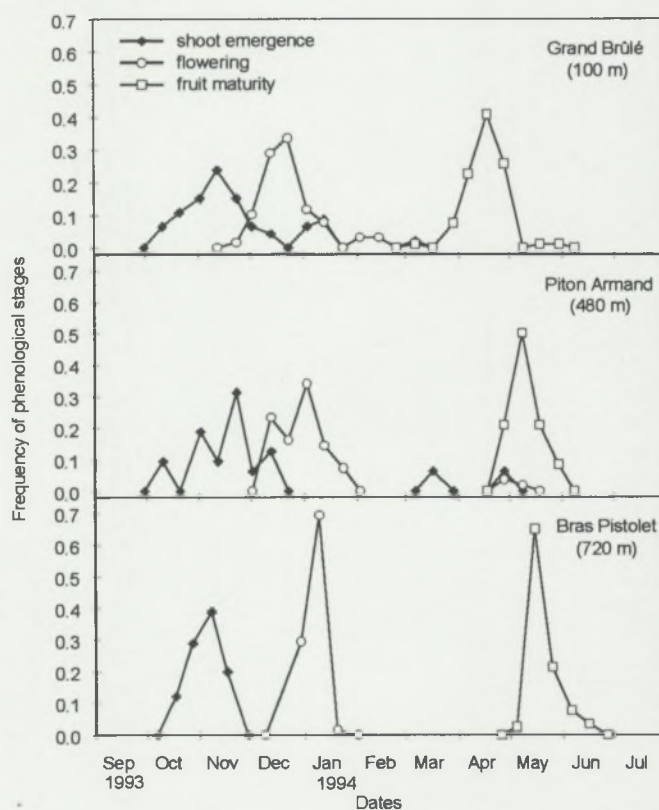 0.7
0.6
0.5
0.4
0.3
0.2
0.1
0.0
shoot emergence
flowering
fruit maturity
Grand Brûlé
(100 m)
0.5
0.4
0.3
0.2
0.1
0.0
Piton Armand
(480 m)
0.7
0.6
0.5
0.4
0.3
0.2
0.1
0.0
Bras Pistolet
(720 m)
Frequency of phenological stages
Sep Oct Nov Dec Jan Feb Mar Apr May Jun Jul
1993 1994
Dates